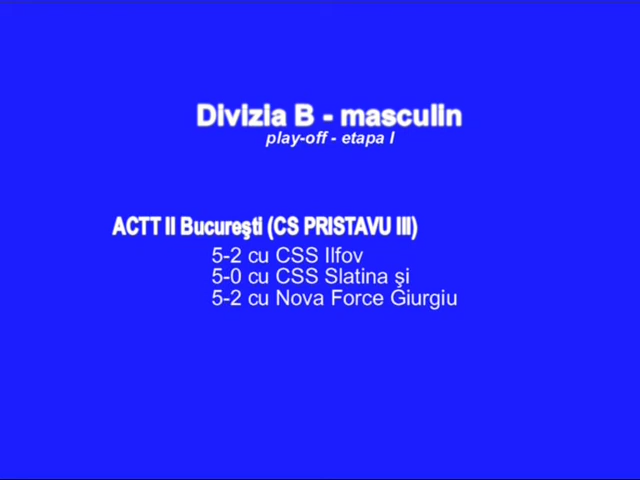 Divizia B - masculin
play-off - etapa I
ACTT II Bucureşti (CS PRISTAVU III)
5-2 cu CSS Ilfov
5-0 cu CSS Slatina şi
5-2 cu Nova Force Giurgiu